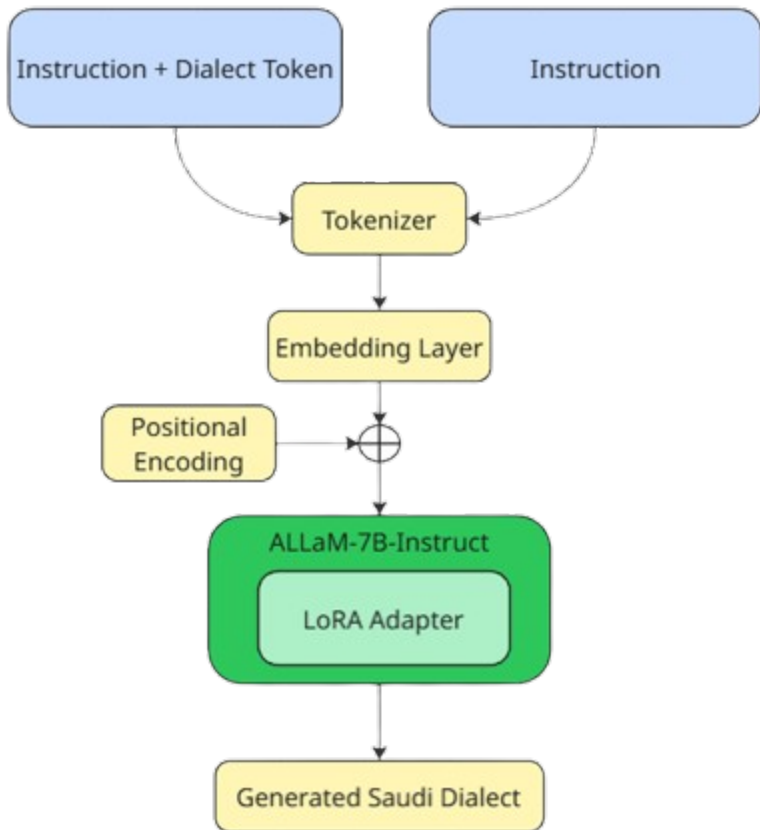 Instruction + Dialect Token
Instruction
Tokenizer
Embedding Layer
Positional
Encoding
ALLaM-7B-Instruct
LoRA Adapter
Generated Saudi Dialect